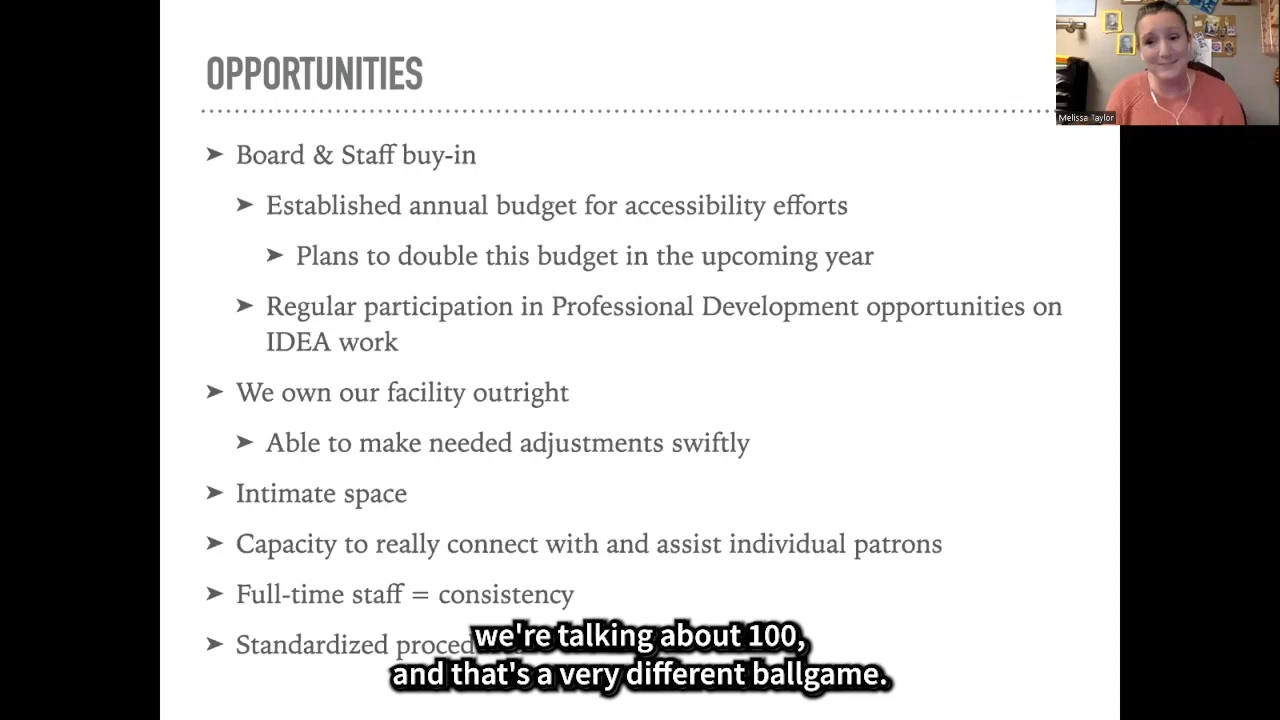 OPPORTUNITIES
Melissa Taylor
➤ Board & Staff buy-in
➤ Established annual budget for accessibility efforts
➤ Plans to double this budget in the upcoming year
➤ Regular participation in Professional Development opportunities on
IDEA work
➤ We own our facility outright
➤ Able to make needed adjustments swiftly
➤ Intimate space
➤ Capacity to really connect with and assist individual patrons
➤ Full-time staff = consistency
➤ Standardized
we're talking about 100,
and that's a very different ballgame.